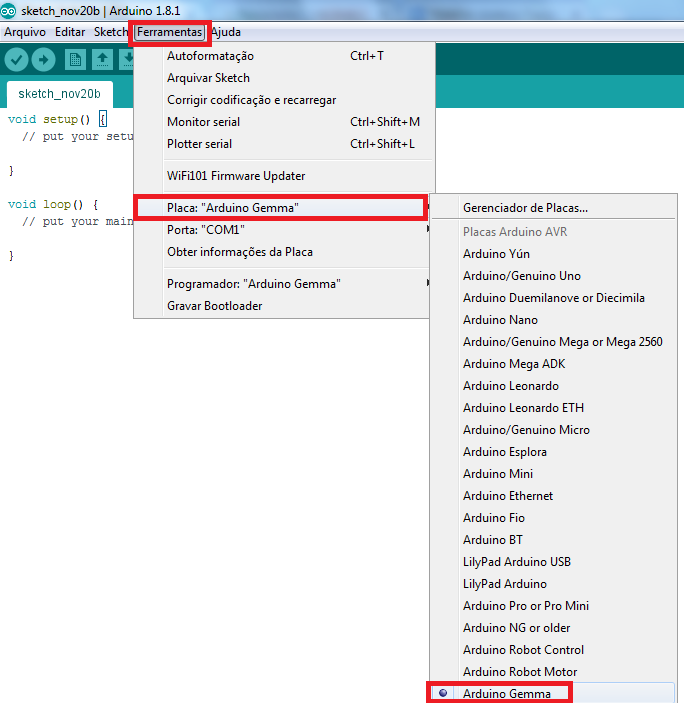 sketch_nov20b | Arduino 1.8.1
Arquivo Editar Sketch Ferramentas Ajuda
sketch_nov20b
void setup() {
// put your setu
}
void loop() {
// put your main
}
Autoformatação Ctrl+T
Arquivar Sketch
Corrigir codificação e recarregar
Monitor serial Ctrl+Shift+M
Plotter serial Ctrl+Shift+L
WiFi101 Firmware Updater
Placa: "Arduino Gemma"
Porta: "COM1"
Obter informações da Placa
Programador: "Arduino Gemma"
Gravar Bootloader
Gerenciador de Placas...
Placas Arduino AVR
Arduino Yún
Arduino/Genuino Uno
Arduino Duemilanove or Diecimila
Arduino Nano
Arduino/Genuino Mega or Mega 2560
Arduino Mega ADK
Arduino Leonardo
Arduino Leonardo ETH
Arduino/Genuino Micro
Arduino Esplora
Arduino Mini
Arduino Ethernet
Arduino Fio
Arduino BT
LilyPad Arduino USB
LilyPad Arduino
Arduino Pro or Pro Mini
Arduino NG or older
Arduino Robot Control
Arduino Robot Motor
Arduino Gemma